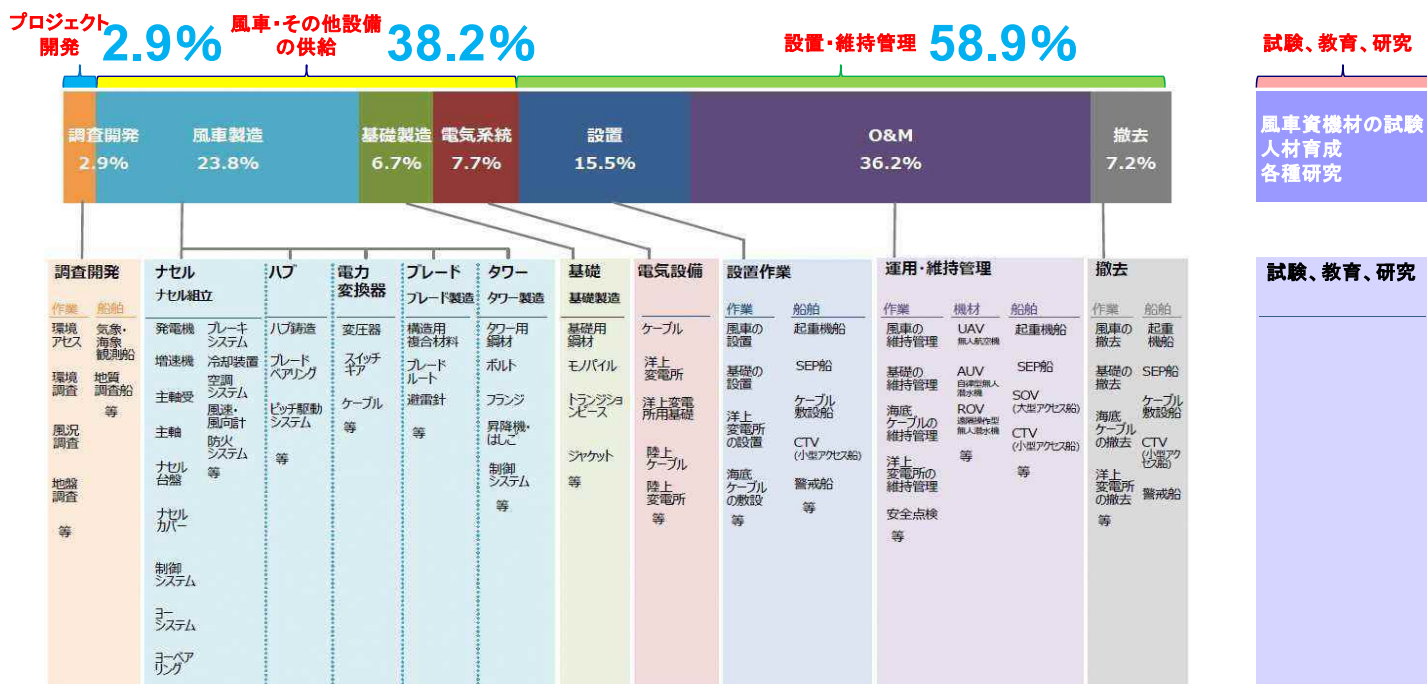 プロジェクト
開発
2.9%
風車・その他設備
の供給
38.2%
設置・維持管理
58.9%
試験、教育、研究
調査開発
2.9%
風車製造
23.8%
基礎製造
6.7%
電気系統
7.7%
設置
15.5%
O&M
36.2%
撤去
7.2%
風車資機材の試験
人材育成
各種研究
調査開発
作業
環境
アセス
環境
調査
風況
調査
地盤
調査
等
船舶
気象・
海象
観測船
地質
調査船
等
ナセル
ナセル組立
発電機
増速機
主軸受
主軸
ナセル
台盤
ナセル
カバー
制御
システム
ヨー
システム
ヨーベア
リング
ブレーキ
システム
冷却装置
空調
システム
風速・
風向計
防火
システム
等
ハブ
ハブ鋳造
ブレード
ベアリング
ピッチ駆動
システム
等
電力
変換器
変圧器
スイッチ
ギア
ケーブル
等
ブレード
ブレード製造
構造用
複合材料
ブレード
ルート
避雷針
等
タワー
タワー製造
タワー用
鋼材
ボルト
フランジ
昇降機・
はしご
制御
システム
等
基礎
基礎製造
基礎用
鋼材
モノパイル
トランジショ
ンピース
ジャケット
等
電気設備
ケーブル
洋上
変電所
洋上変電
所用基礎
陸上
ケーブル
陸上
変電所
等
設置作業
作業
風車の
設置
基礎の
設置
洋上
変電所
の設置
海底
ケーブル
の敷設
等
船舶
起重機船
SEP船
ケーブル
敷設船
CTV
(小型アクセス船)
警戒船
等
運用・維持管理
作業
風車の
維持管理
基礎の
維持管理
海底
ケーブルの
維持管理
洋上
変電所の
維持管理
安全点検
等
機材
UAV
無人航空機
AUV
自律型無人
潜水機
ROV
遠隔操作型
無人潜水機
等
船舶
起重機船
SEP船
SOV
(大型アクセス船)
CTV
(小型アクセス船)
等
撤去
作業
風車の
撤去
基礎の
撤去
海底
ケーブル
の撤去
洋上
変電所
の撤去
等
船舶
起重
機船
SEP船
ケーブル
敷設船
CTV
(小型アク
セス船)
警戒船
試験、教育、研究